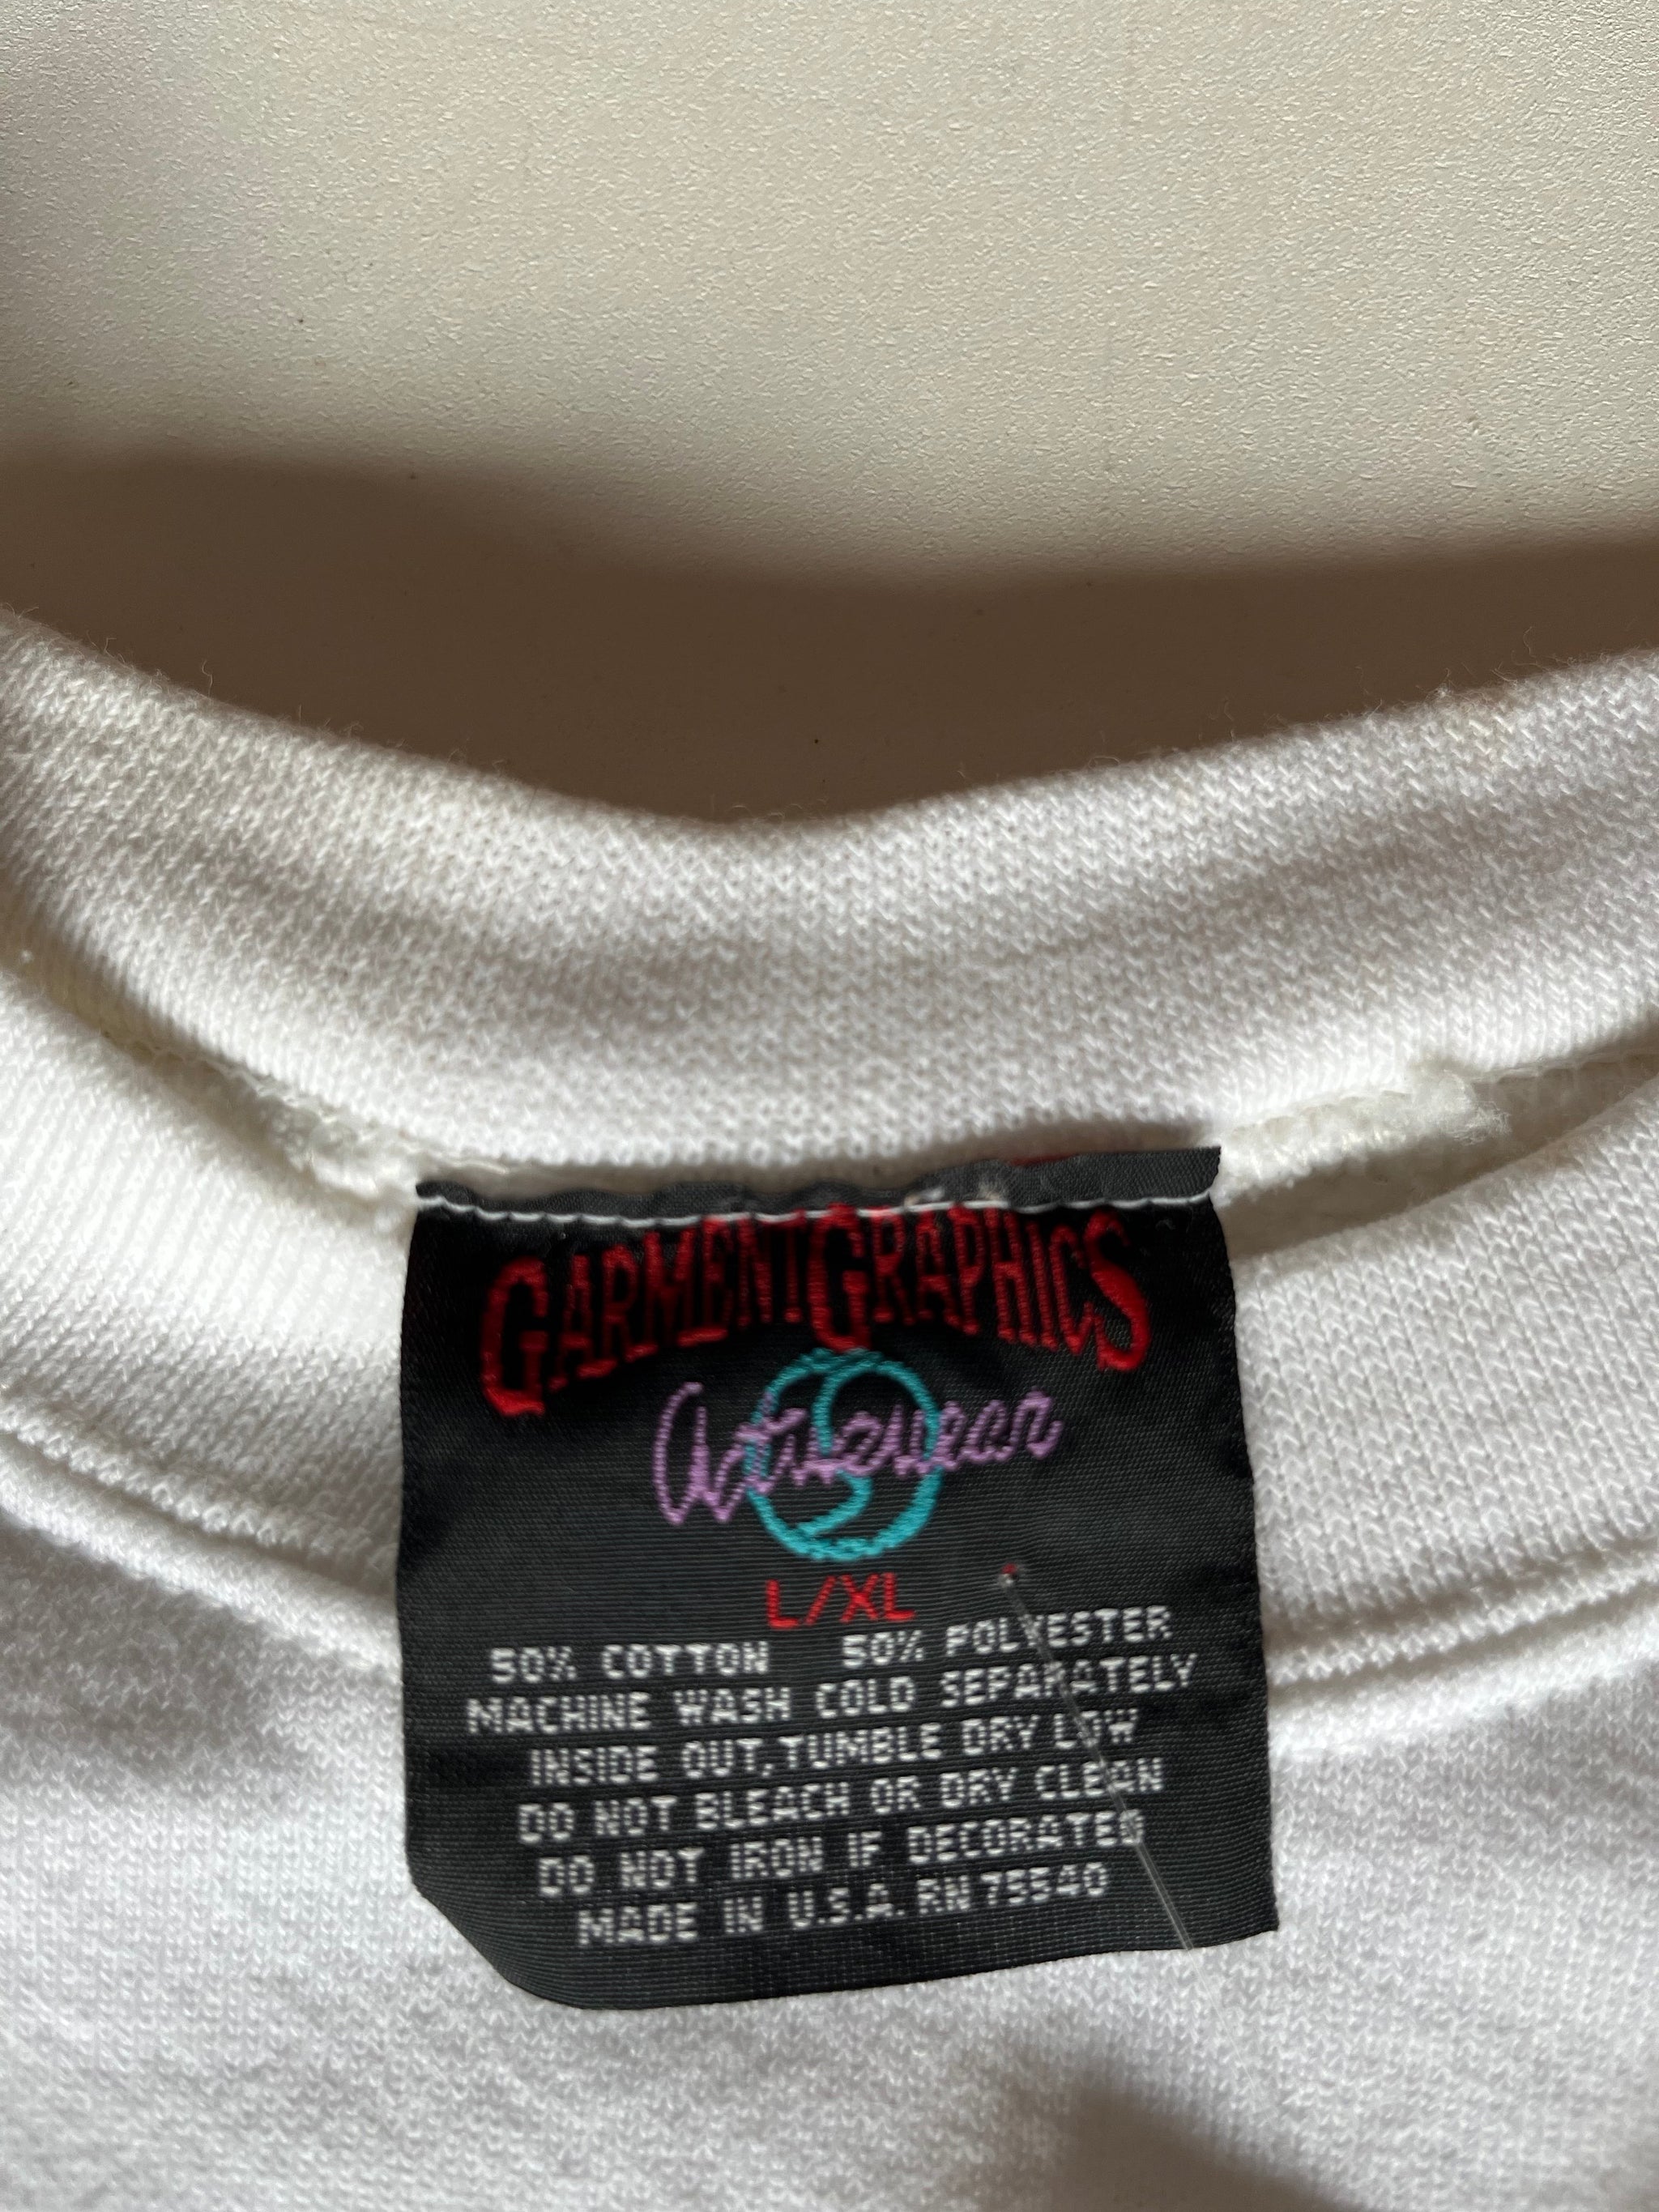 GARMENTGRAPHICS
Activewear
L/XL
50% COTTON 50% POLYESTER
MACHINE WASH COLD SEPARATELY
INSIDE OUT, TUMBLE DRY LOW
DO NOT BLEACH OR DRY CLEAN
DO NOT IRON IF DECORATED
MADE IN U.S.A. RN 75540